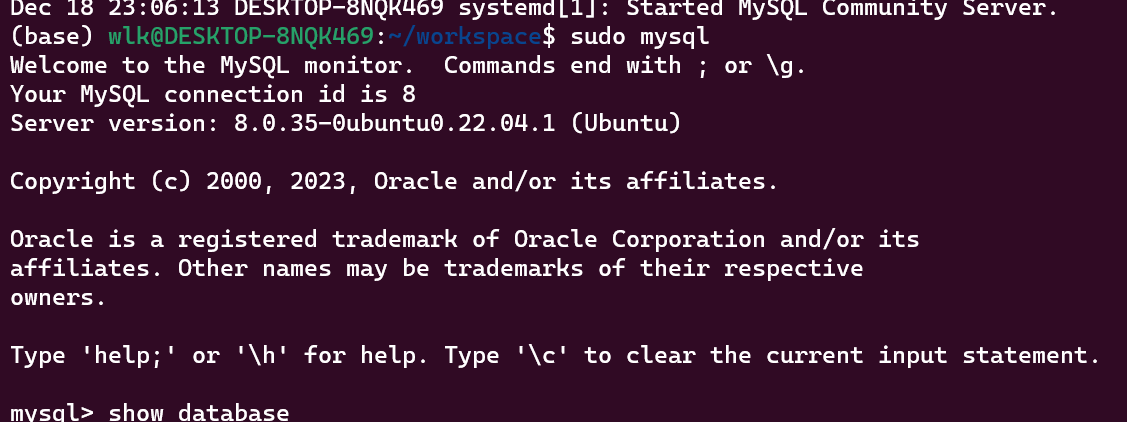 Dec 18 23:06:13 DESKTOP-8NQK469 systemd[1]: Started MySQL Community Server.
(base) wlk@DESKTOP-8NQK469:~/workspace$ sudo mysql
Welcome to the MySQL monitor.  Commands end with ; or \g.
Your MySQL connection id is 8
Server version: 8.0.35-0ubuntu0.22.04.1 (Ubuntu)
Copyright (c) 2000, 2023, Oracle and/or its affiliates.
Oracle is a registered trademark of Oracle Corporation and/or its
affiliates. Other names may be trademarks of their respective
owners.
Type 'help;' or '\h' for help. Type '\c' to clear the current input statement.
mysql> show database